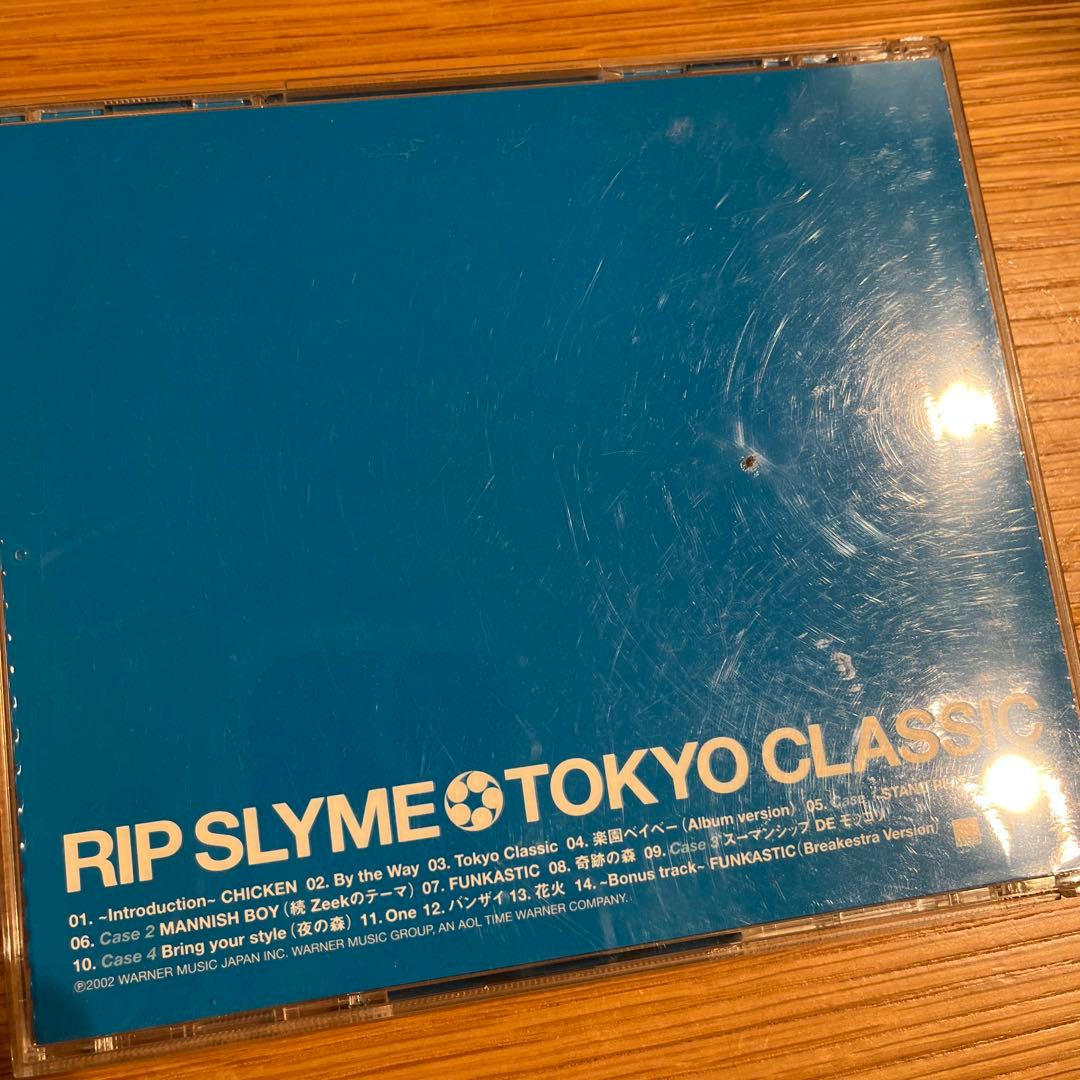 RIP SLYME TOKYO CLASSIC
01. ~Introduction~ CHICKEN 02. By the Way 03. Tokyo Classic 04. 楽園ベイベー (Album version) 05. Case
06. Case 2 MANNISH BOY (続 Zeekのテーマ) 07. FUNKASTIC 08. 奇跡の森 09. Case 3 スーマンシップ DE モッコリ
10. Case 4 Bring your style (夜の森) 11. One 12. バンザイ 13. 花火 14. ~Bonus track~ FUNKASTIC (Breakestra Version)
℗2002 WARNER MUSIC JAPAN INC. WARNER MUSIC GROUP, AN AOL TIME WARNER COMPANY.